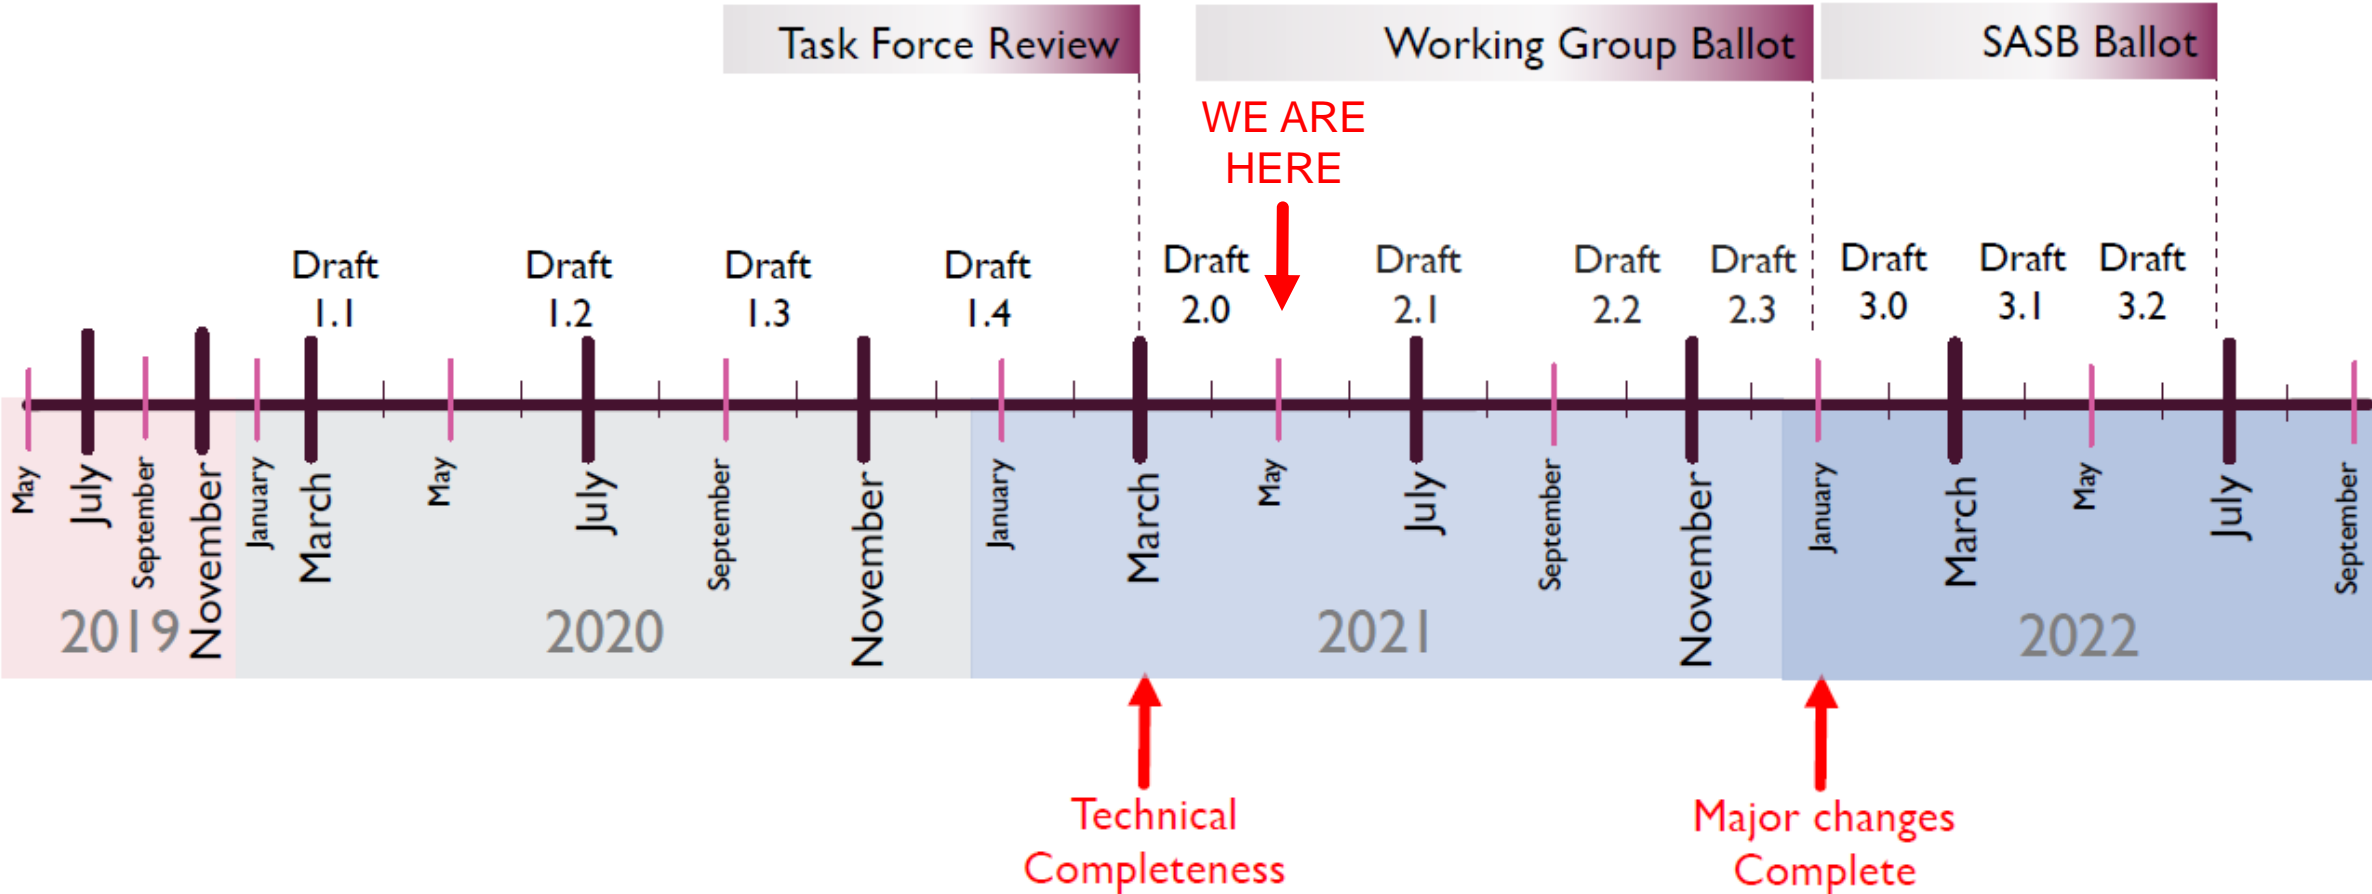 Task Force Review
Working Group Ballot
SASB Ballot
WE ARE
HERE
Draft
1.1
Draft
1.2
Draft
1.3
Draft
1.4
Draft
2.0
Draft
2.1
Draft
2.2
Draft
2.3
Draft
3.0
Draft
3.1
Draft
3.2
May
July
September
November
January
March
May
July
September
November
January
March
May
July
September
November
January
March
May
July
September
2019
2020
2021
2022
Technical
Completeness
Major changes
Complete